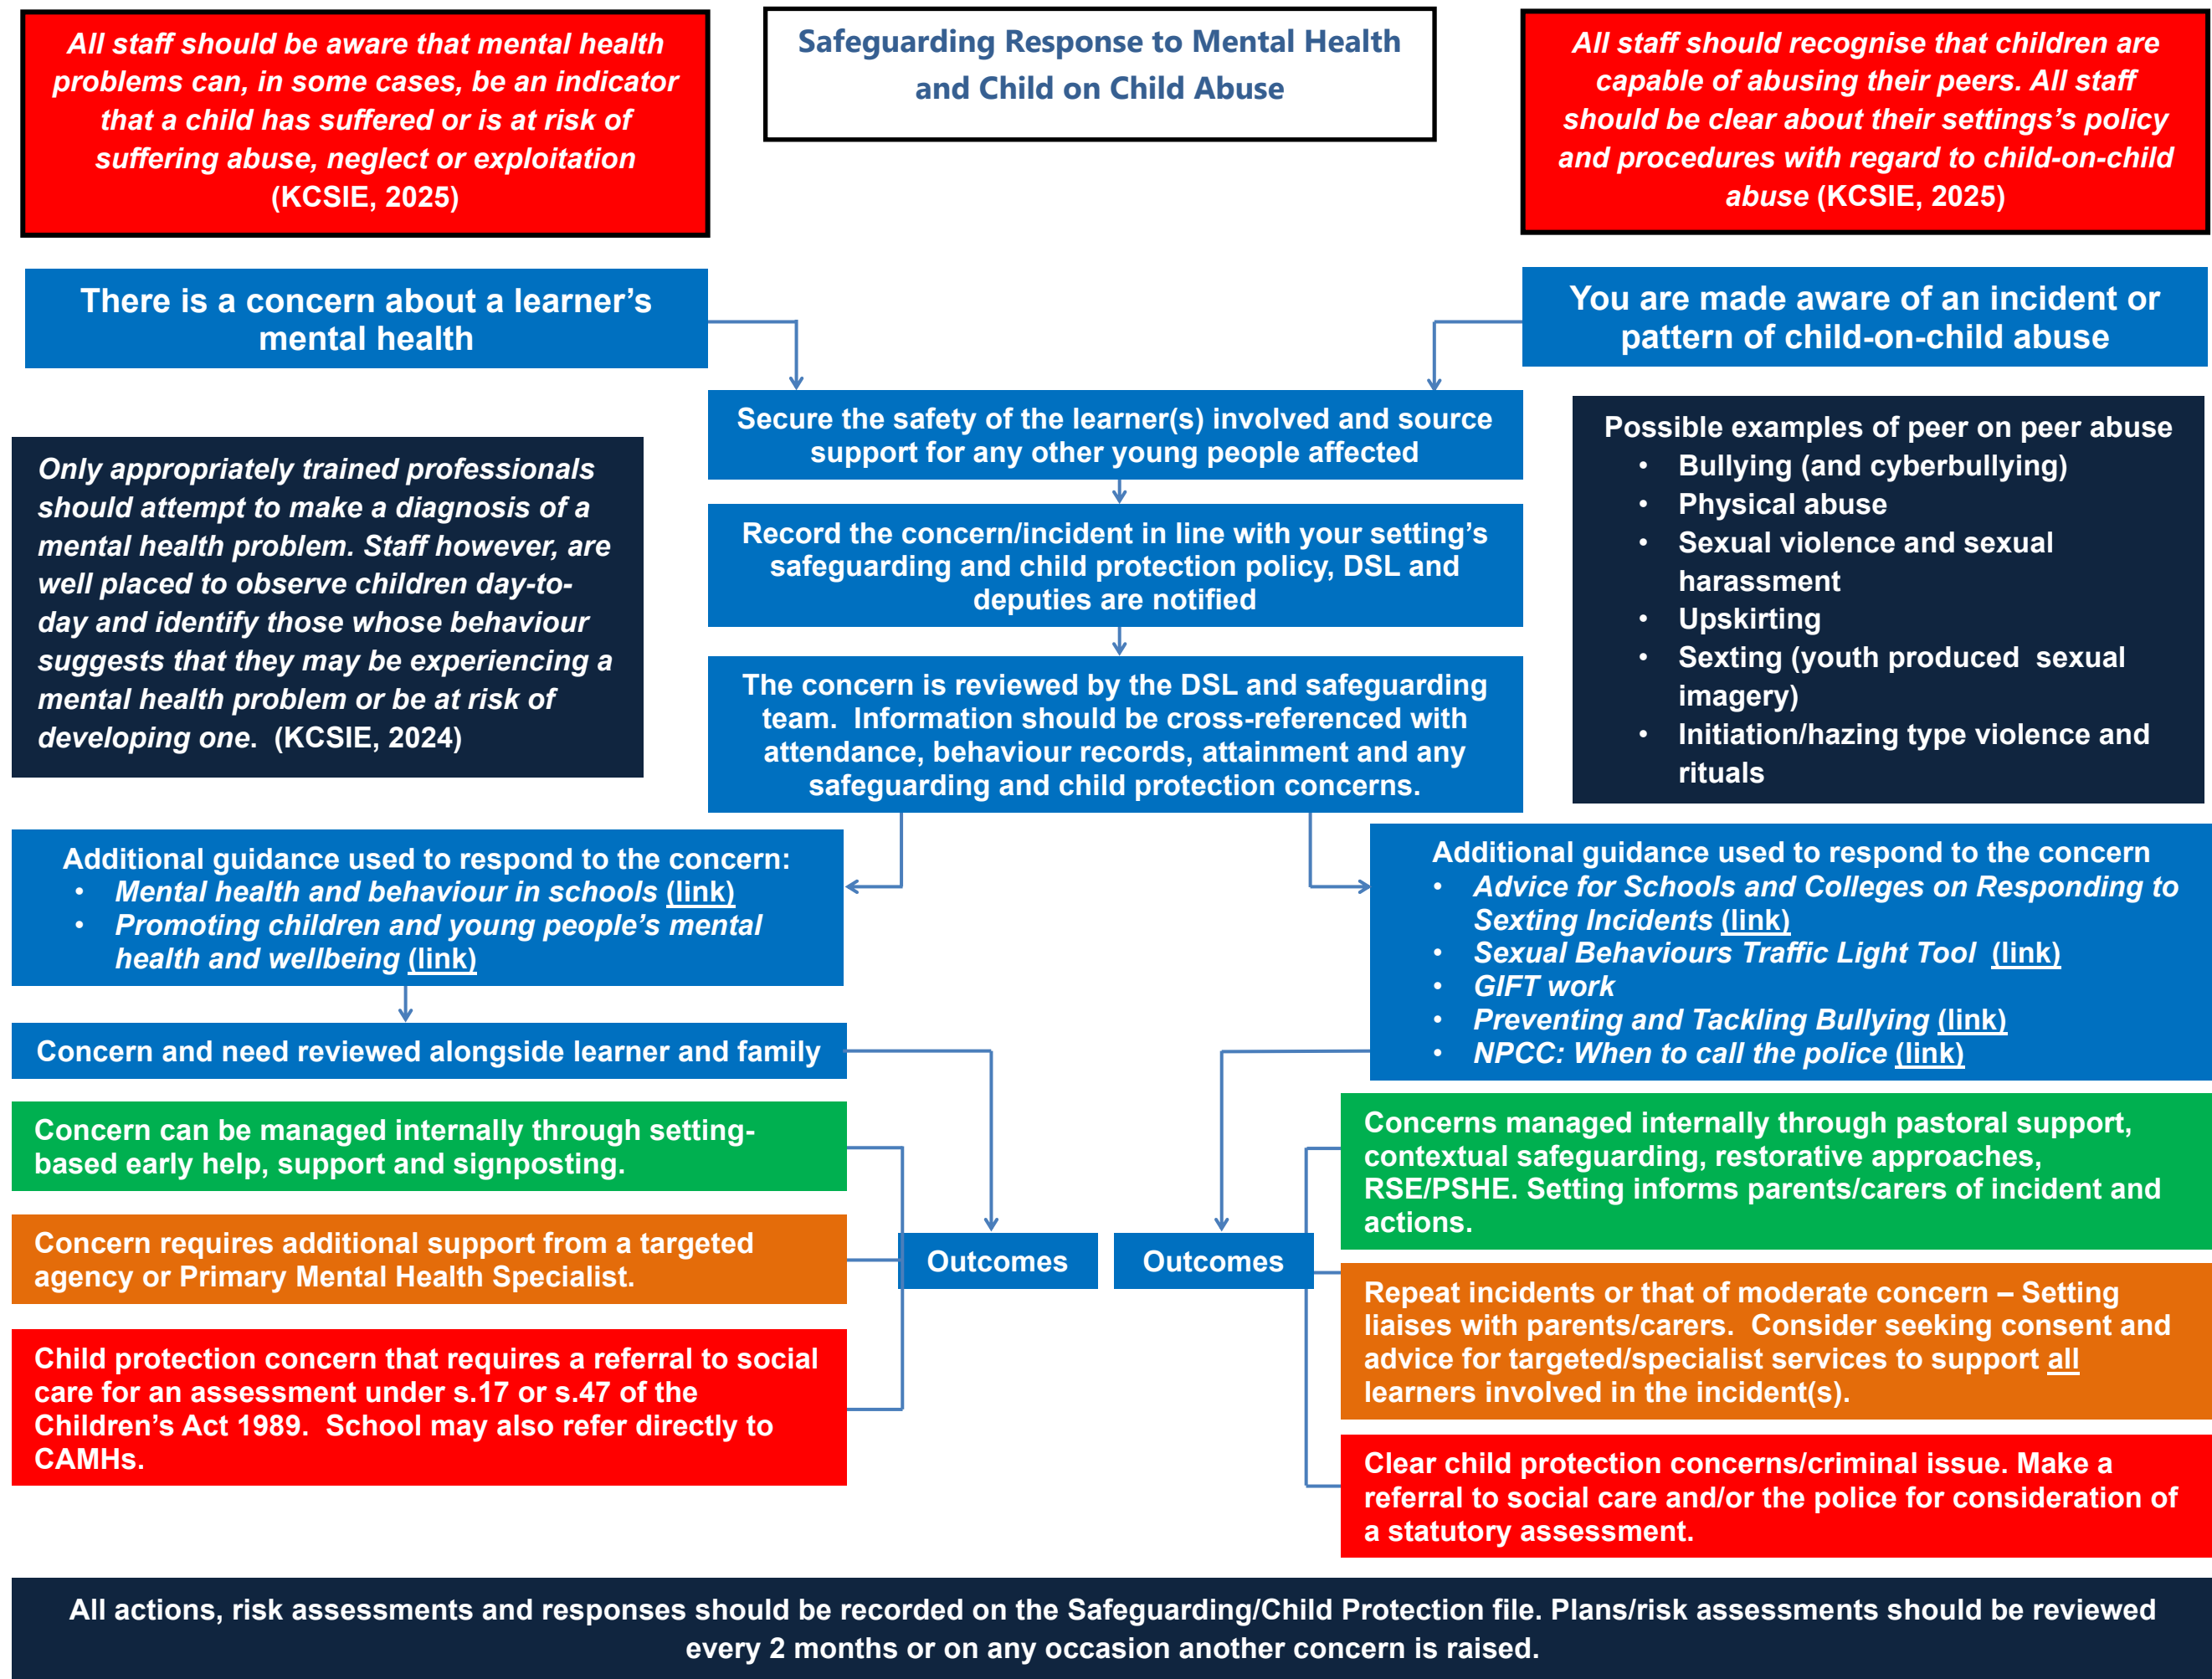 All staff should be aware that mental health
problems can, in some cases, be an indicator
that a child has suffered or is at risk of
suffering abuse, neglect or exploitation
(KCSIE, 2025)
Safeguarding Response to Mental Health
and Child on Child Abuse
All staff should recognise that children are
capable of abusing their peers. All staff
should be clear about their settings’s policy
and procedures with regard to child-on-child
abuse (KCSIE, 2025)
There is a concern about a learner’s
mental health
You are made aware of an incident or
pattern of child-on-child abuse
Secure the safety of the learner(s) involved and source
support for any other young people affected
Only appropriately trained professionals
should attempt to make a diagnosis of a
mental health problem. Staff however, are
well placed to observe children day-to-
day and identify those whose behaviour
suggests that they may be experiencing a
mental health problem or be at risk of
developing one. (KCSIE, 2024)
Record the concern/incident in line with your setting’s
safeguarding and child protection policy, DSL and
deputies are notified
The concern is reviewed by the DSL and safeguarding
team. Information should be cross-referenced with
attendance, behaviour records, attainment and any
safeguarding and child protection concerns.
Possible examples of peer on peer abuse
• Bullying (and cyberbullying)
• Physical abuse
• Sexual violence and sexual
harassment
• Upskirting
• Sexting (youth produced sexual
imagery)
• Initiation/hazing type violence and
rituals
Additional guidance used to respond to the concern:
• Mental health and behaviour in schools (link)
• Promoting children and young people’s mental
health and wellbeing (link)
Additional guidance used to respond to the concern
• Advice for Schools and Colleges on Responding to
Sexting Incidents (link)
• Sexual Behaviours Traffic Light Tool (link)
• GIFT work
• Preventing and Tackling Bullying (link)
• NPCC: When to call the police (link)
Concern and need reviewed alongside learner and family
Concern can be managed internally through setting-
based early help, support and signposting.
Concern requires additional support from a targeted
agency or Primary Mental Health Specialist.
Child protection concern that requires a referral to social
care for an assessment under s.17 or s.47 of the
Children’s Act 1989. School may also refer directly to
CAMHs.
Outcomes
Outcomes
Concerns managed internally through pastoral support,
contextual safeguarding, restorative approaches,
RSE/PSHE. Setting informs parents/carers of incident and
actions.
Repeat incidents or that of moderate concern – Setting
liaises with parents/carers. Consider seeking consent and
advice for targeted/specialist services to support all
learners involved in the incident(s).
Clear child protection concerns/criminal issue. Make a
referral to social care and/or the police for consideration of
a statutory assessment.
All actions, risk assessments and responses should be recorded on the Safeguarding/Child Protection file. Plans/risk assessments should be reviewed
every 2 months or on any occasion another concern is raised.